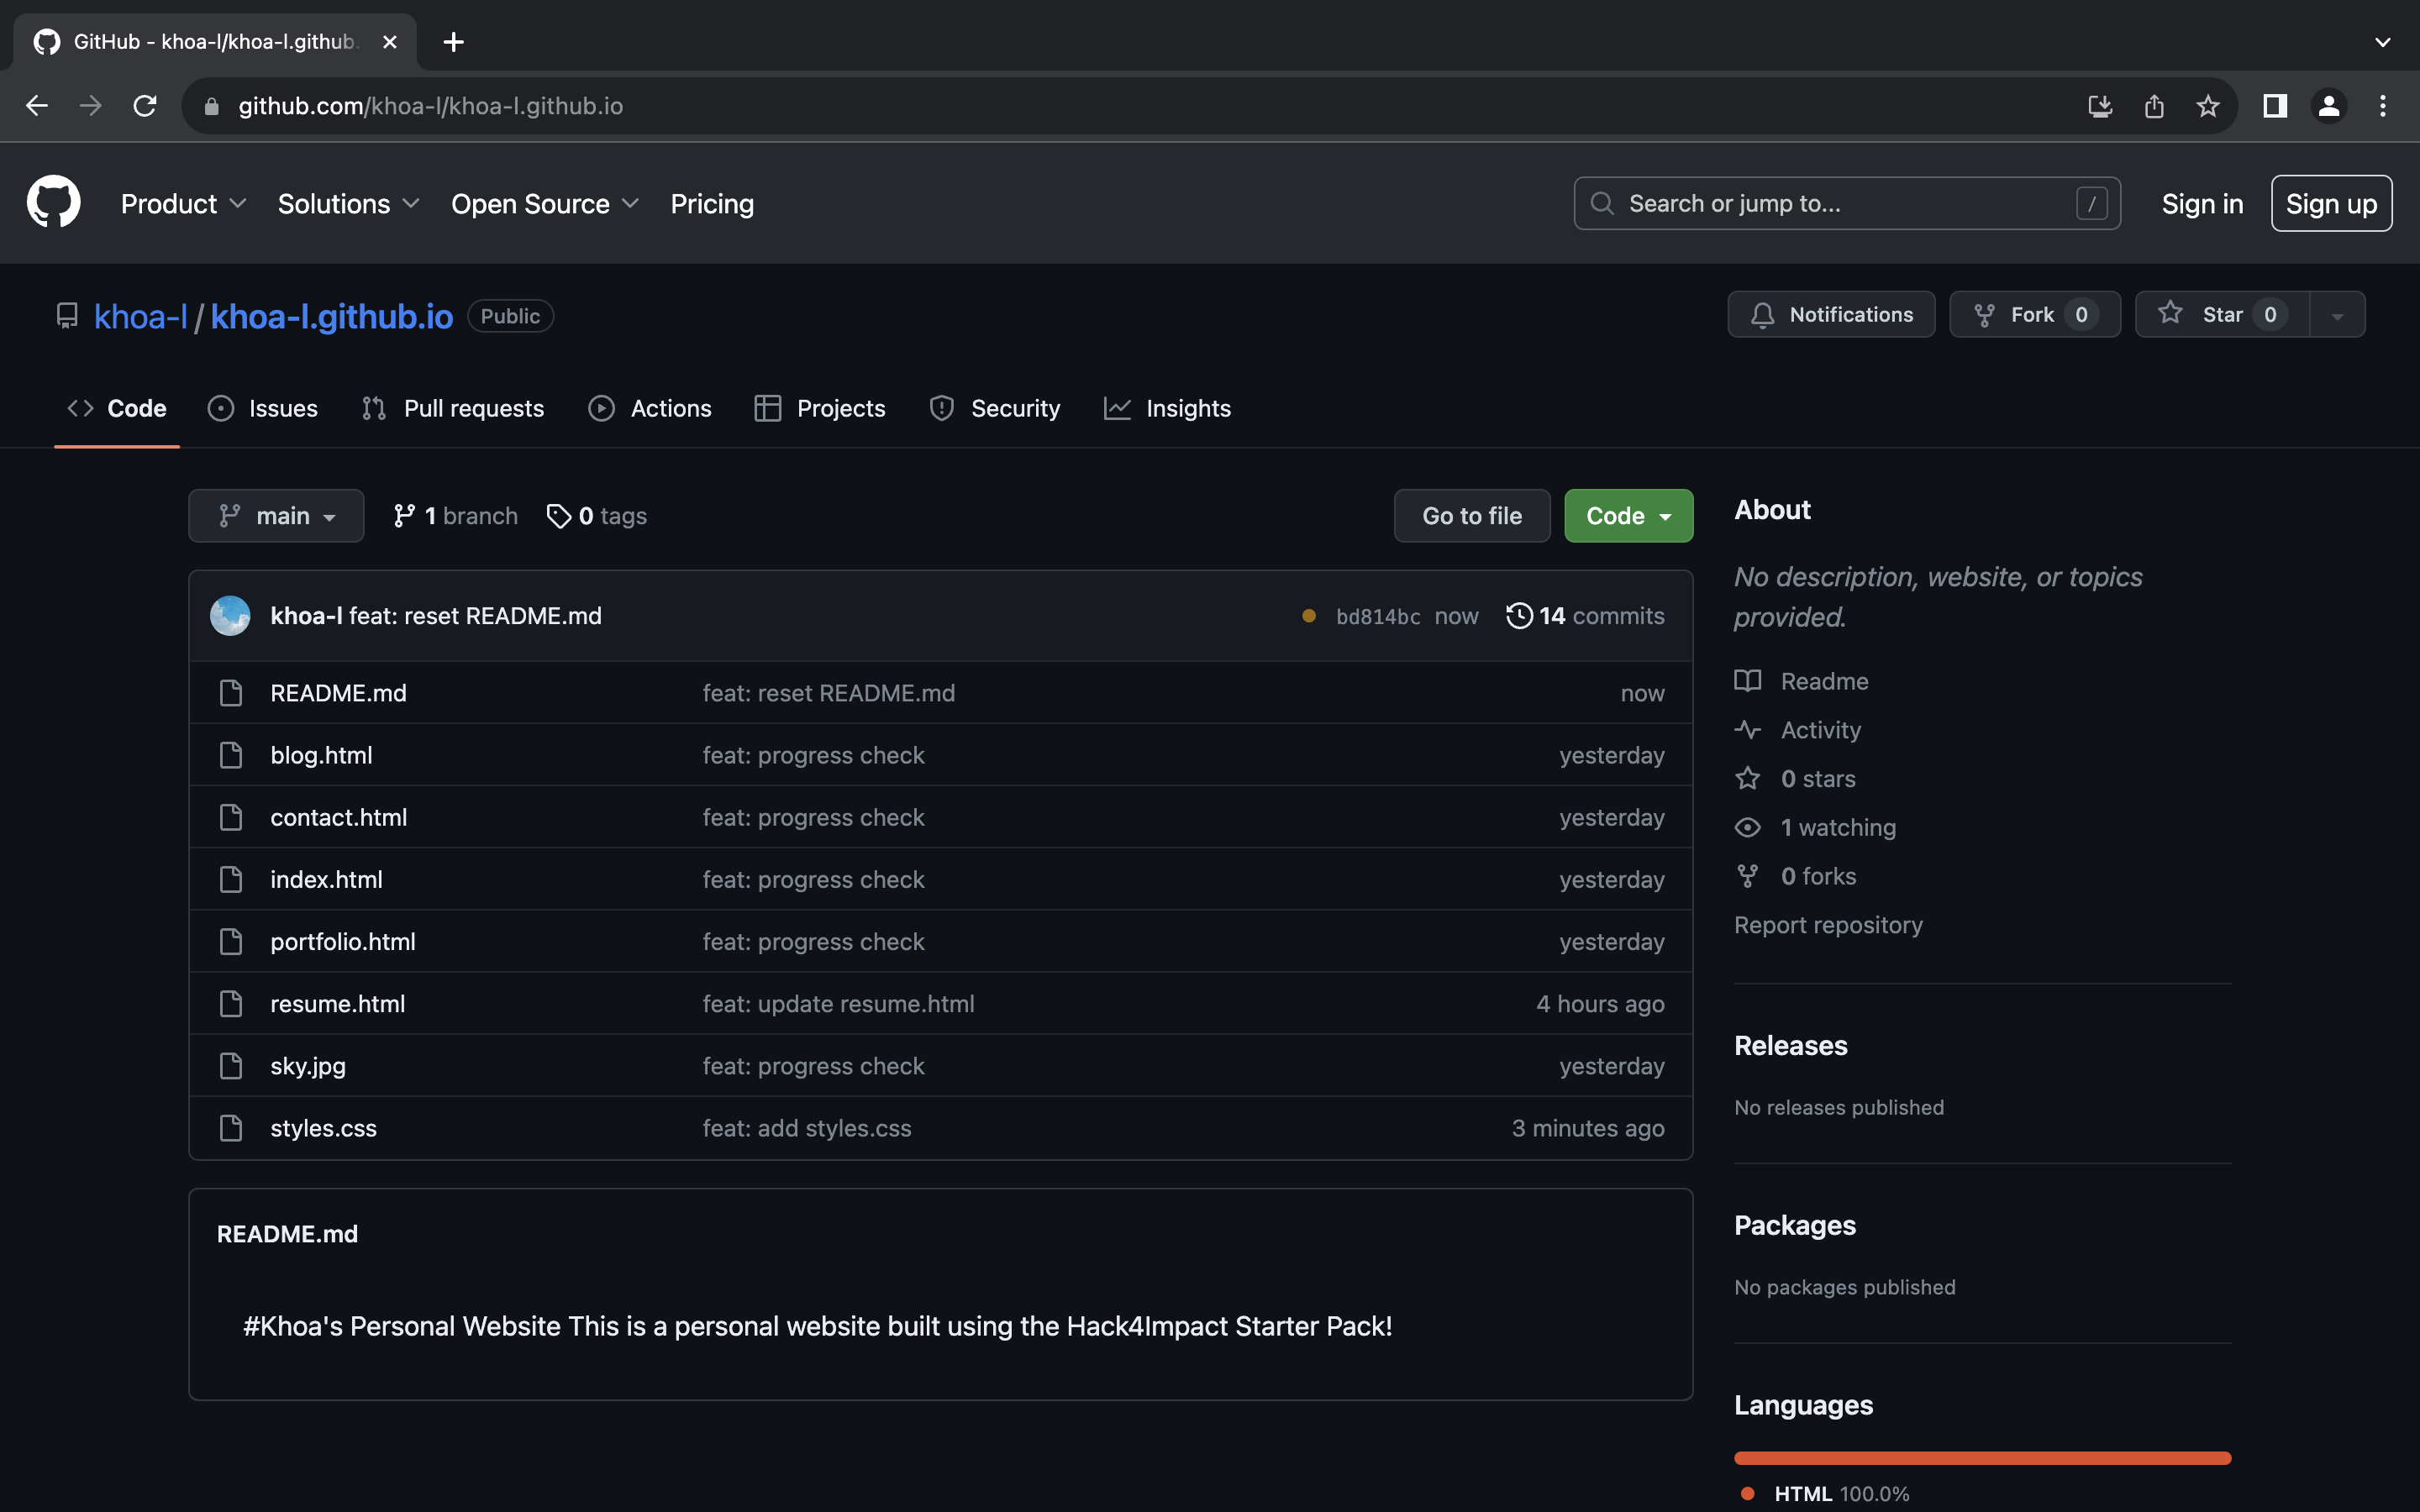 GitHub - khoa-l/khoa-l.github.
github.com/khoa-l/khoa-l.github.io
Product Solutions Open Source Pricing Search or jump to... / Sign in Sign up
khoa-l / khoa-l.github.io Public Notifications Fork 0 Star 0
Code Issues Pull requests Actions Projects Security Insights
main 1 branch 0 tags Go to file Code
khoa-l feat: reset README.md bd814bc now 14 commits
README.md feat: reset README.md now
blog.html feat: progress check yesterday
contact.html feat: progress check yesterday
index.html feat: progress check yesterday
portfolio.html feat: progress check yesterday
resume.html feat: update resume.html 4 hours ago
sky.jpg feat: progress check yesterday
styles.css feat: add styles.css 3 minutes ago
README.md
#Khoa's Personal Website This is a personal website built using the Hack4Impact Starter Pack!
About
No description, website, or topics
provided.
Readme
Activity
0 stars
1 watching
0 forks
Report repository
Releases
No releases published
Packages
No packages published
Languages
HTML 100.0%